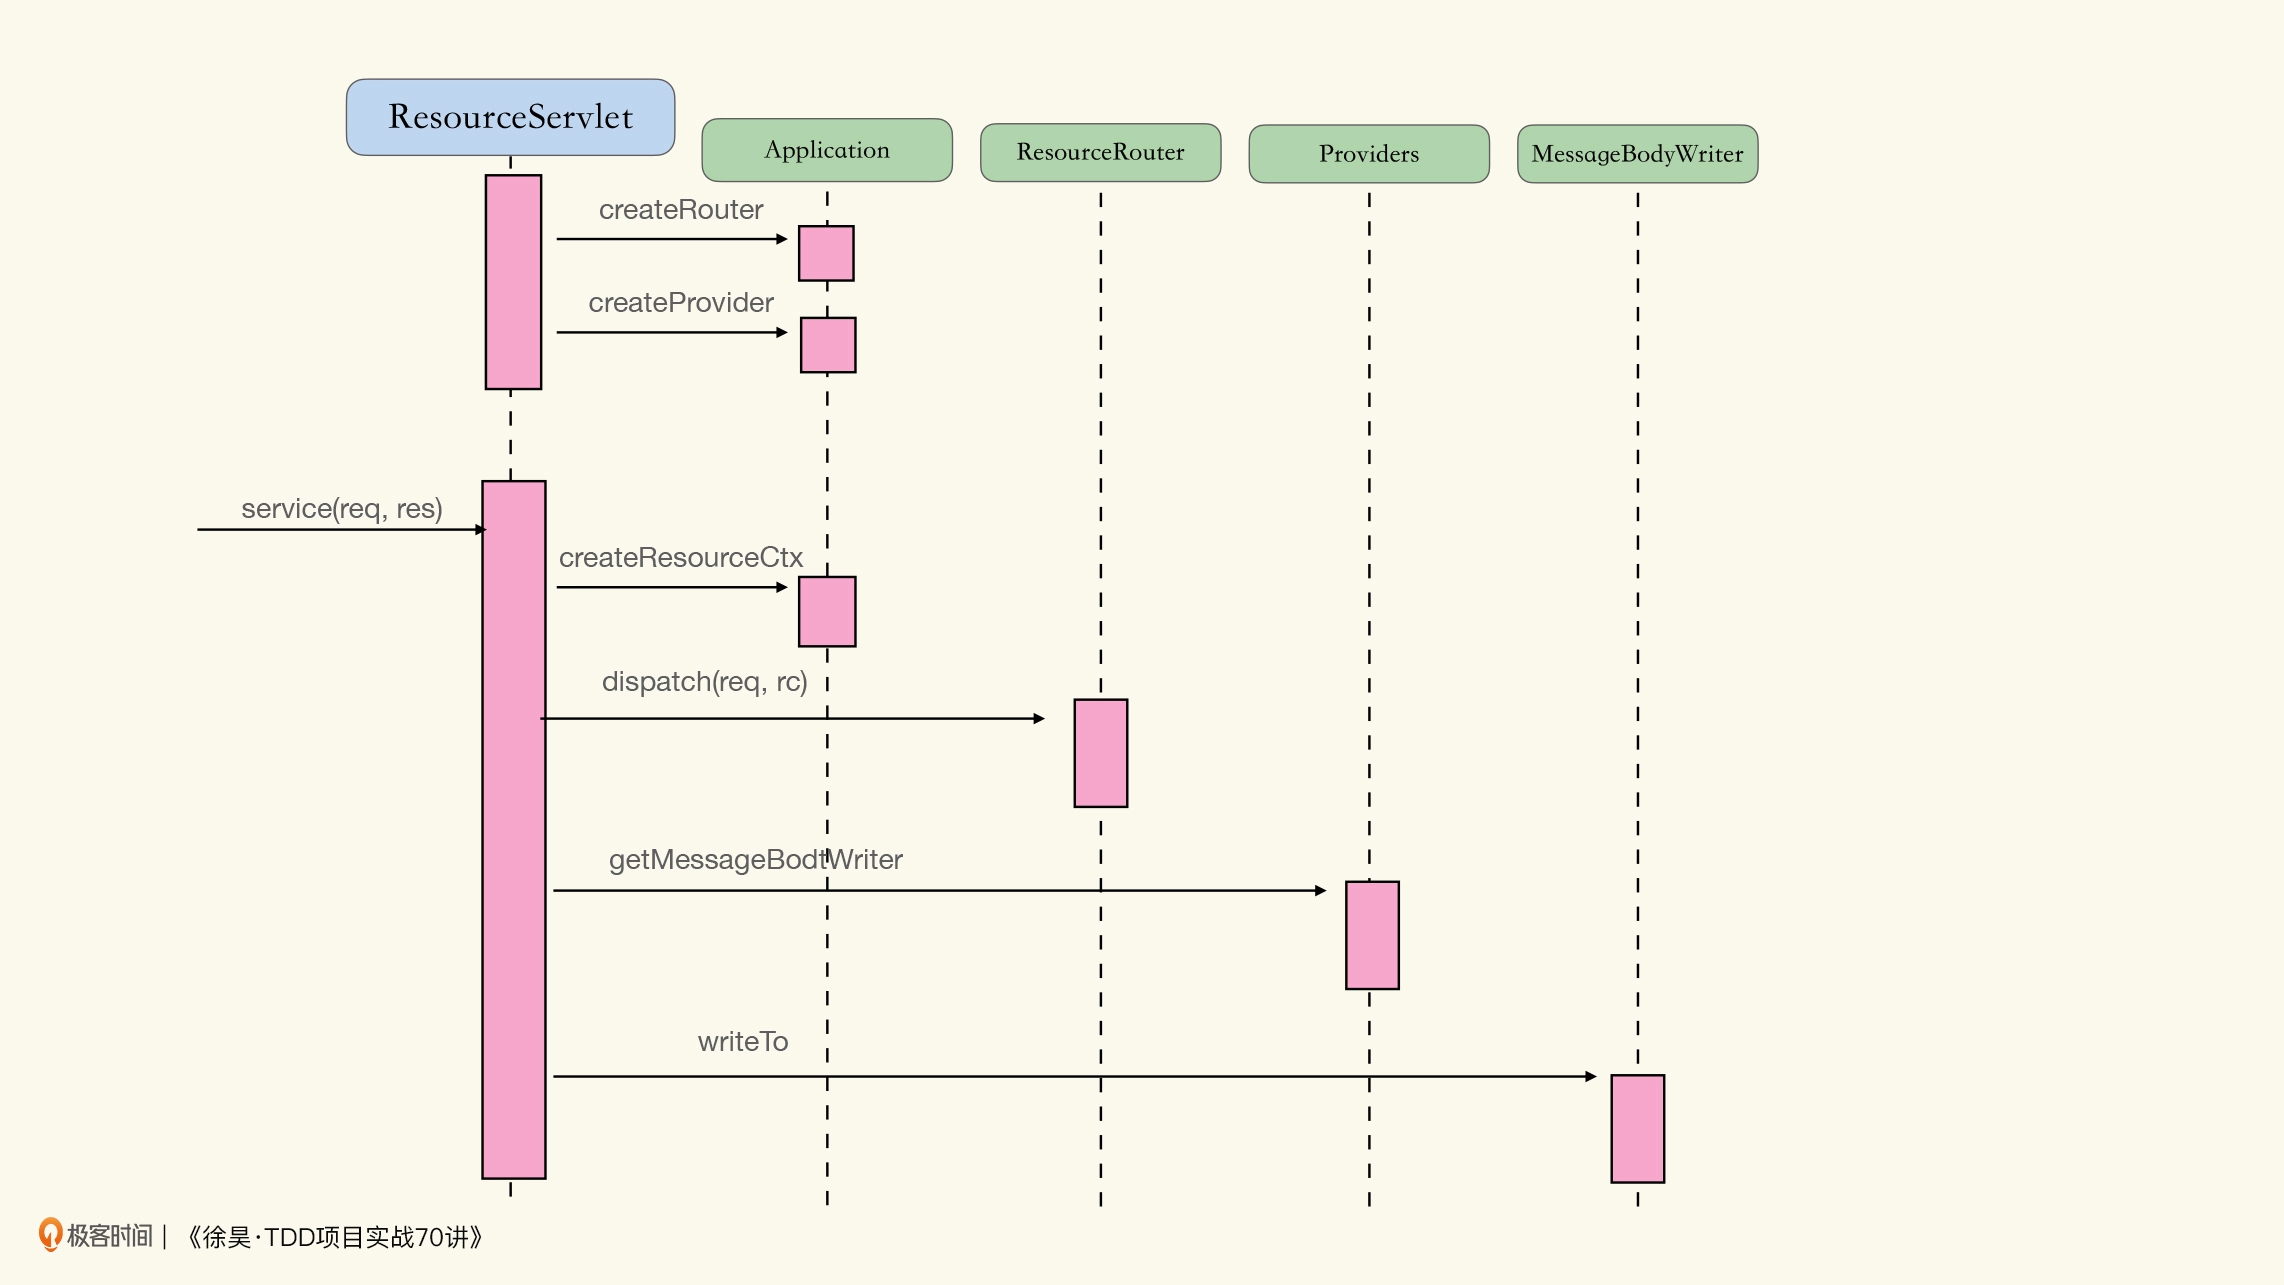 ResourceServlet
Application
ResourceRouter
Providers
MessageBodyWriter
createRouter
createProvider
service(req, res)
createResourceCtx
dispatch(req, rc)
getMessageBodtWriter
writeTo
极客时间 | 《徐昊·TDD项目实战70讲》